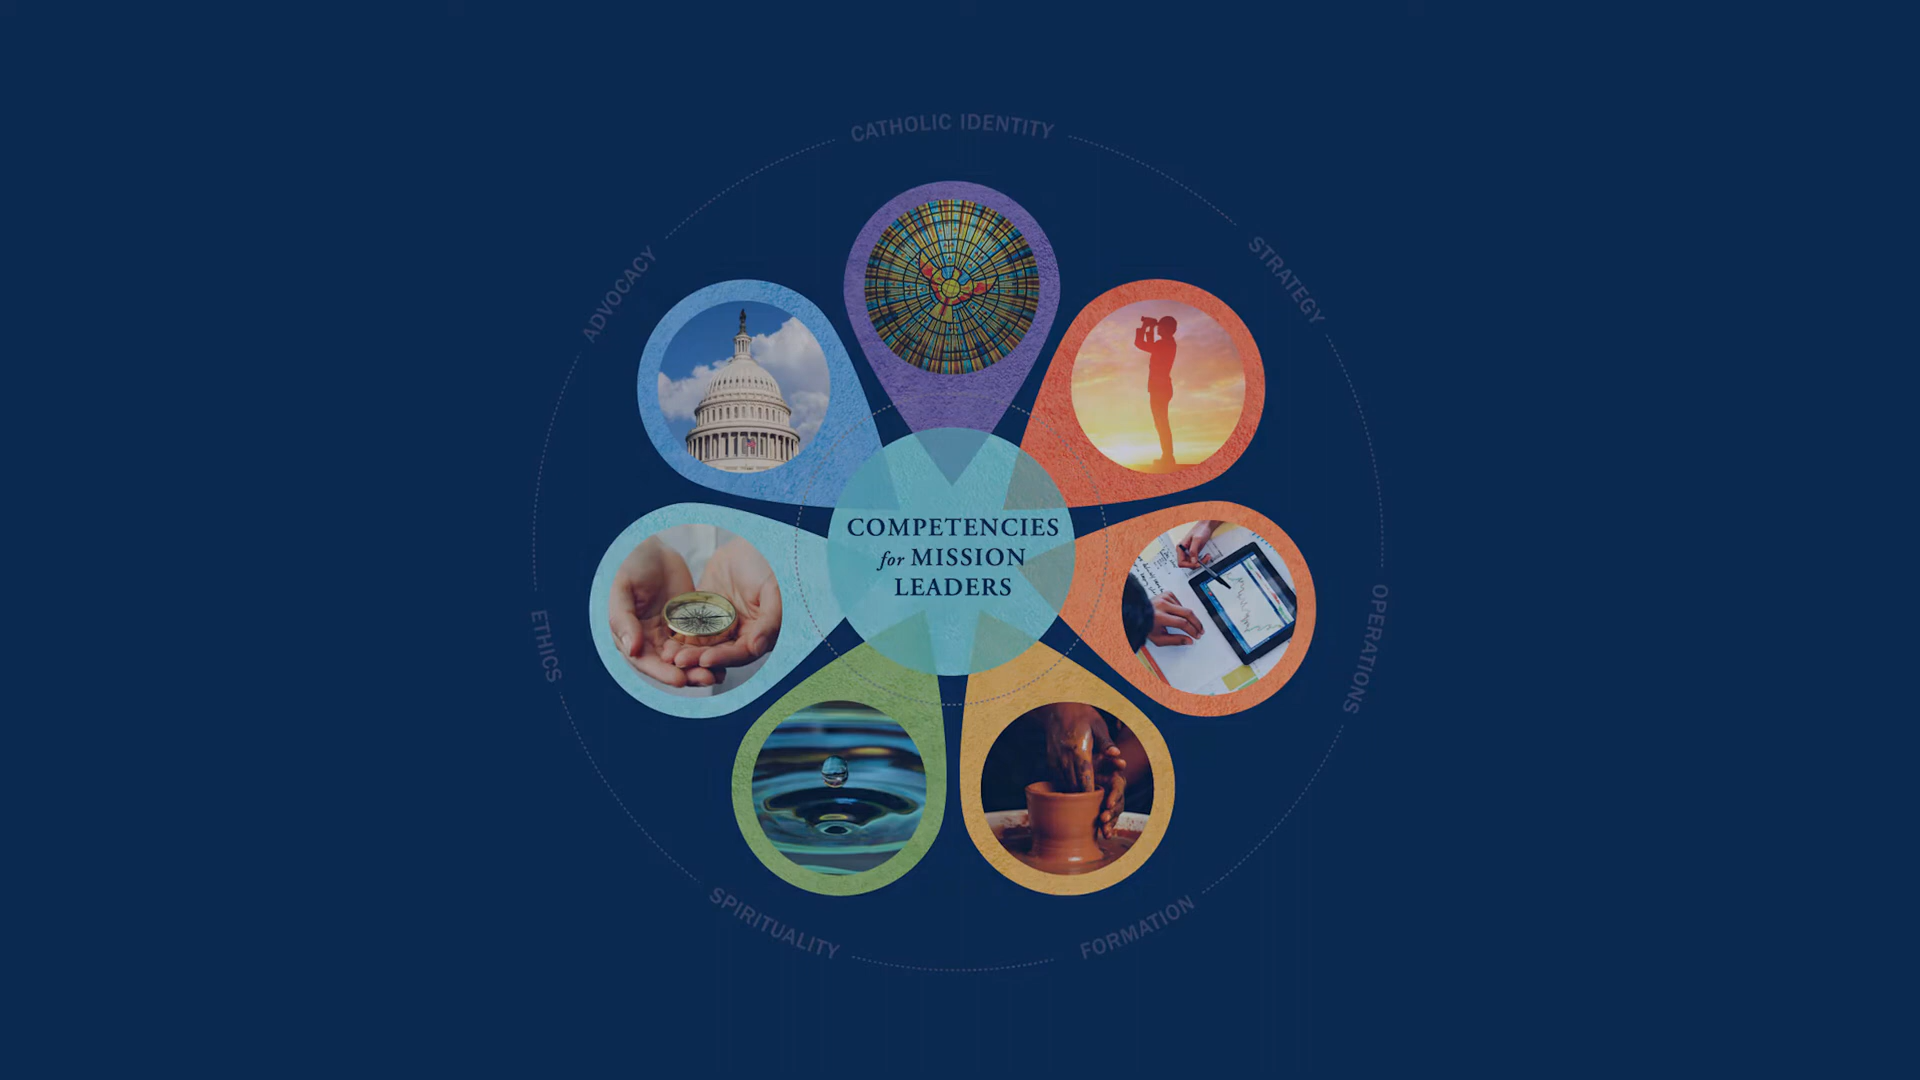 CATHOLIC IDENTITY
STRATEGY
OPERATIONS
FORMATION
SPIRITUALITY
ETHICS
ADVOCACY
COMPETENCIES
for MISSION
LEADERS